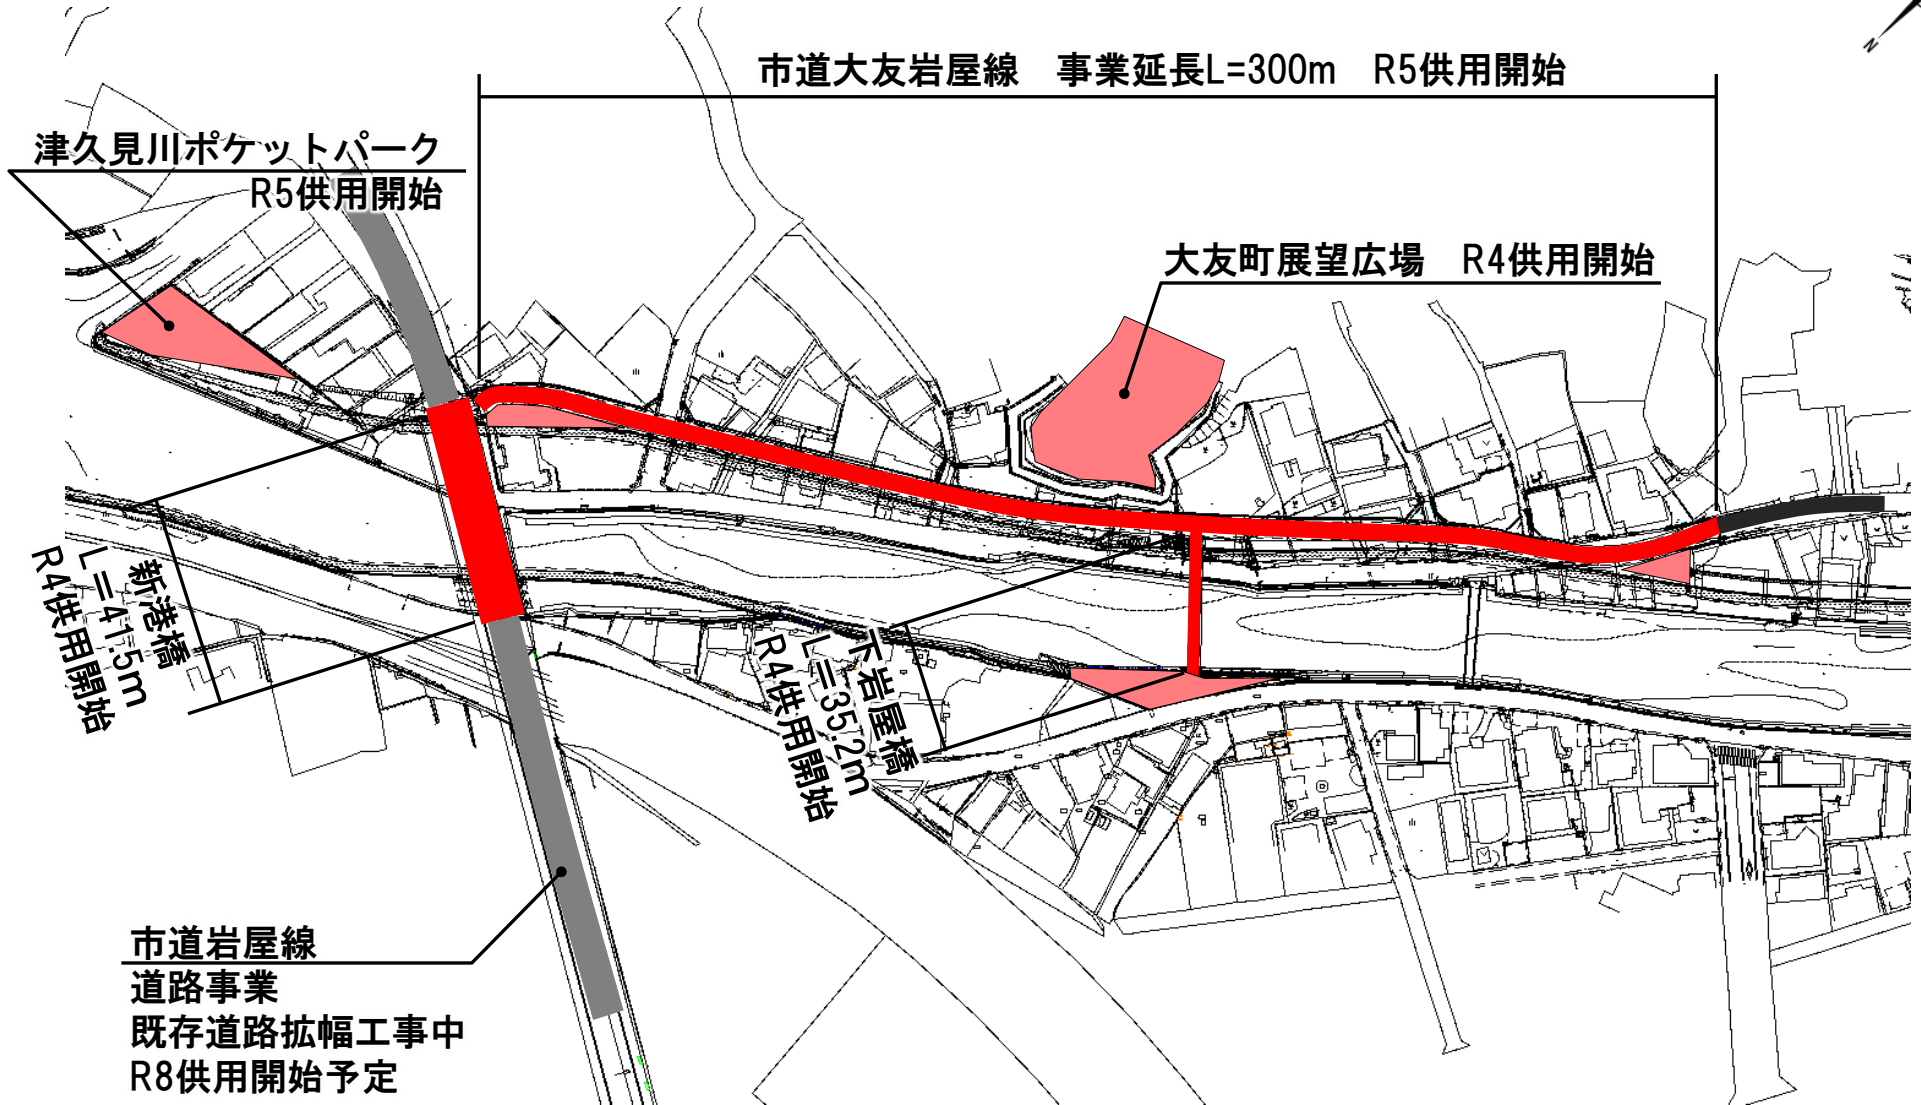 N
市道大友岩屋線　事業延長L=300m　R5供用開始
津久見川ポケットパーク
R5供用開始
大友町展望広場　R4供用開始
新港橋
L=41.5m
R4供用開始
下岩屋橋
L=35.2m
R4供用開始
市道岩屋線
道路事業
既存道路拡幅工事中
R8供用開始予定